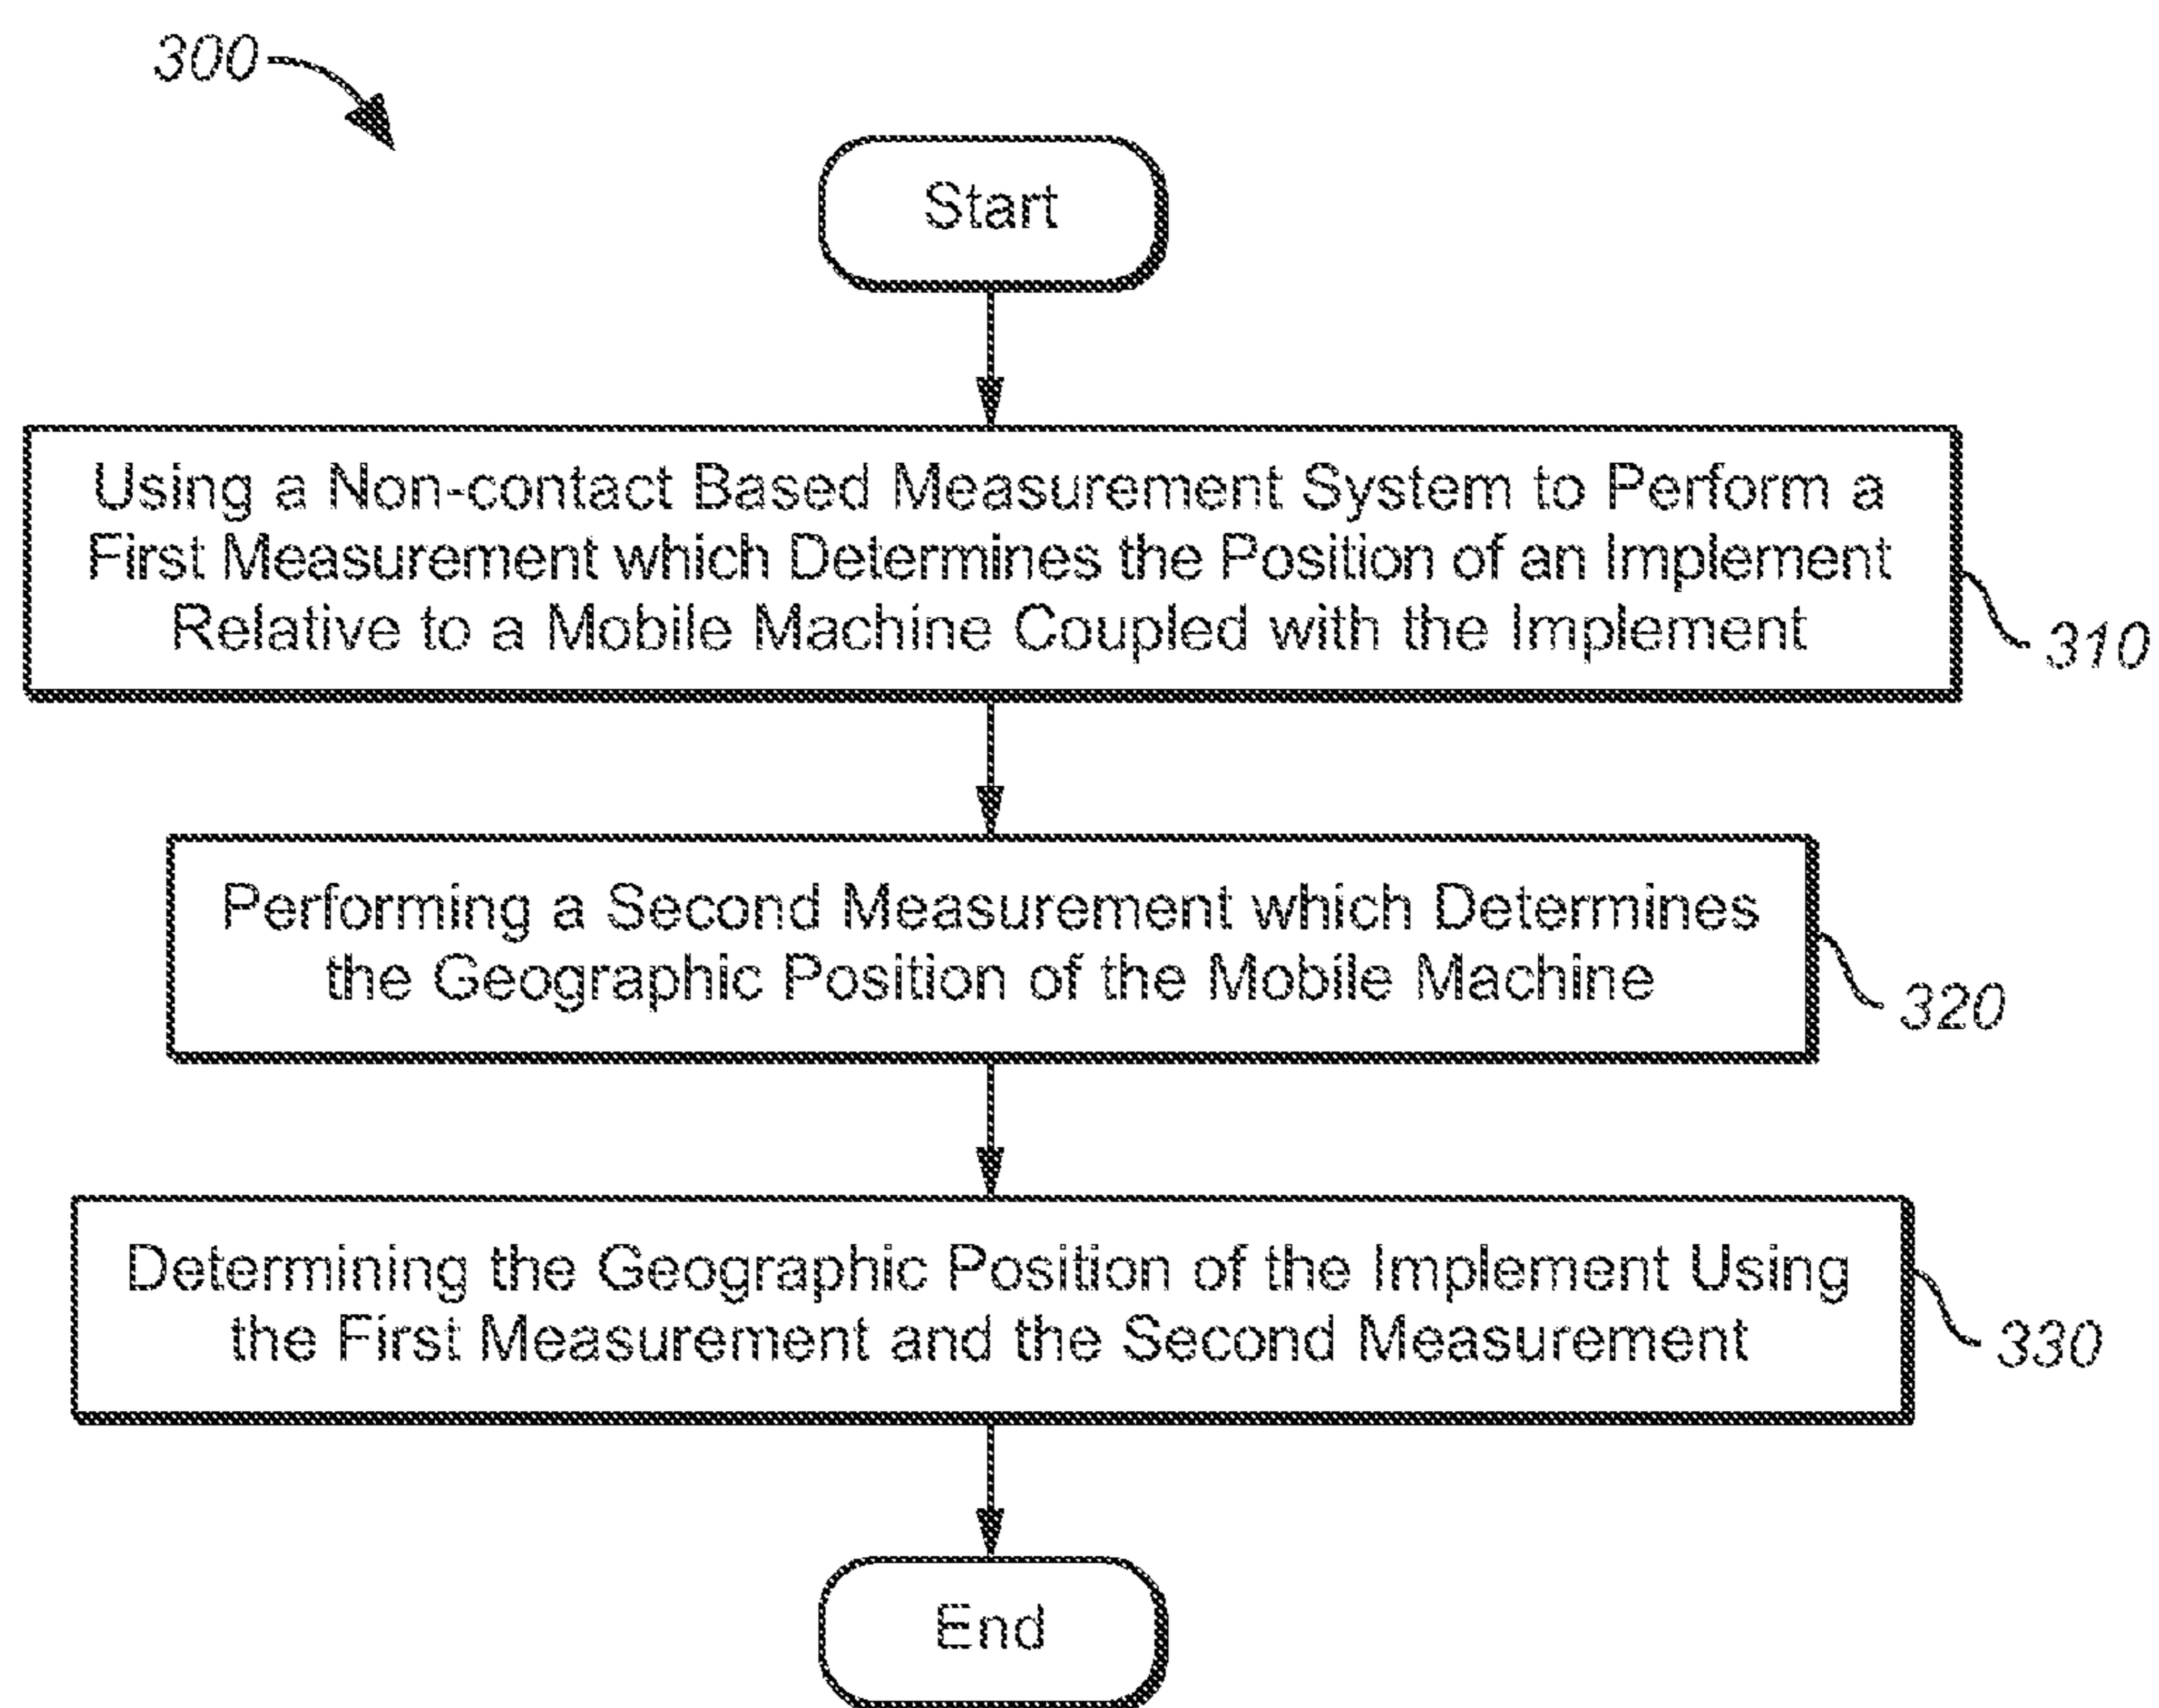 300
Start
Using a Non-contact Based Measurement System to Perform a
First Measurement which Determines the Position of an Implement
Relative to a Mobile Machine Coupled with the Implement
310
Performing a Second Measurement which Determines
the Geographic Position of the Mobile Machine
320
Determining the Geographic Position of the Implement Using
the First Measurement and the Second Measurement
330
End